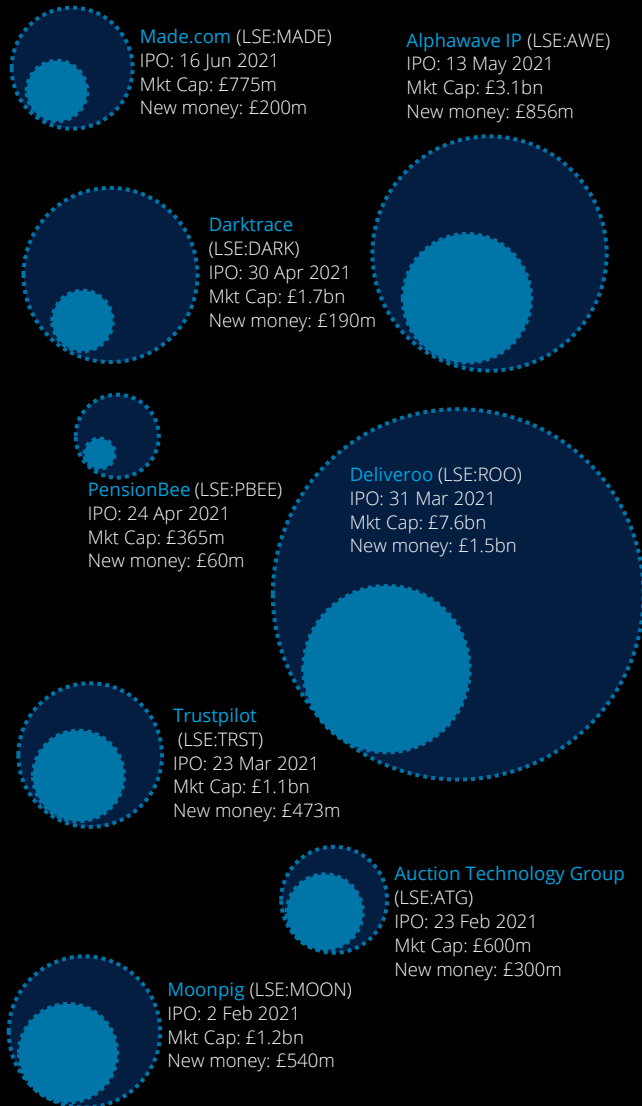 Made.com (LSE:MADE)
IPO: 16 Jun 2021
Mkt Cap: £775m
New money: £200m
Alphawave IP (LSE:AWE)
IPO: 13 May 2021
Mkt Cap: £3.1bn
New money: £856m
Darktrace
(LSE:DARK)
IPO: 30 Apr 2021
Mkt Cap: £1.7bn
New money: £190m
PensionBee (LSE:PBEE)
IPO: 24 Apr 2021
Mkt Cap: £365m
New money: £60m
Deliveroo (LSE:ROO)
IPO: 31 Mar 2021
Mkt Cap: £7.6bn
New money: £1.5bn
Trustpilot
(LSE:TRST)
IPO: 23 Mar 2021
Mkt Cap: £1.1bn
New money: £473m
Auction Technology Group
(LSE:ATG)
IPO: 23 Feb 2021
Mkt Cap: £600m
New money: £300m
Moonpig (LSE:MOON)
IPO: 2 Feb 2021
Mkt Cap: £1.2bn
New money: £540m